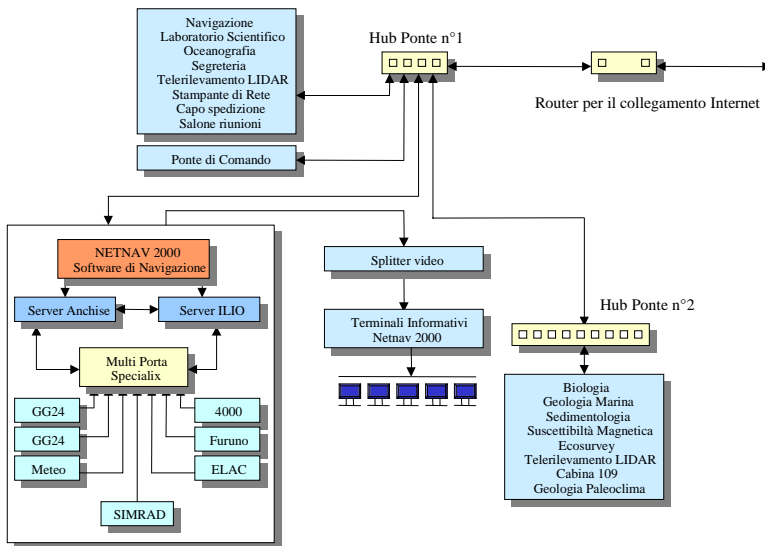 Navigazione
Laboratorio Scientifico
Oceanografia
Segreteria
Telerilevamento LIDAR
Stampante di Rete
Capo spedizione
Salone riunioni
Hub Ponte n°1
Router per il collegamento Internet
Ponte di Comando
NETNAV 2000
Software di Navigazione
Server Anchise
Server ILIO
Multi Porta
Specialix
GG24
4000
GG24
Furuno
Meteo
ELAC
SIMRAD
Splitter video
Terminali Informativi
Netnav 2000
Hub Ponte n°2
Biologia
Geologia Marina
Sedimentologia
Suscettibiltà Magnetica
Ecosurvey
Telerilevamento LIDAR
Cabina 109
Geologia Paleoclima